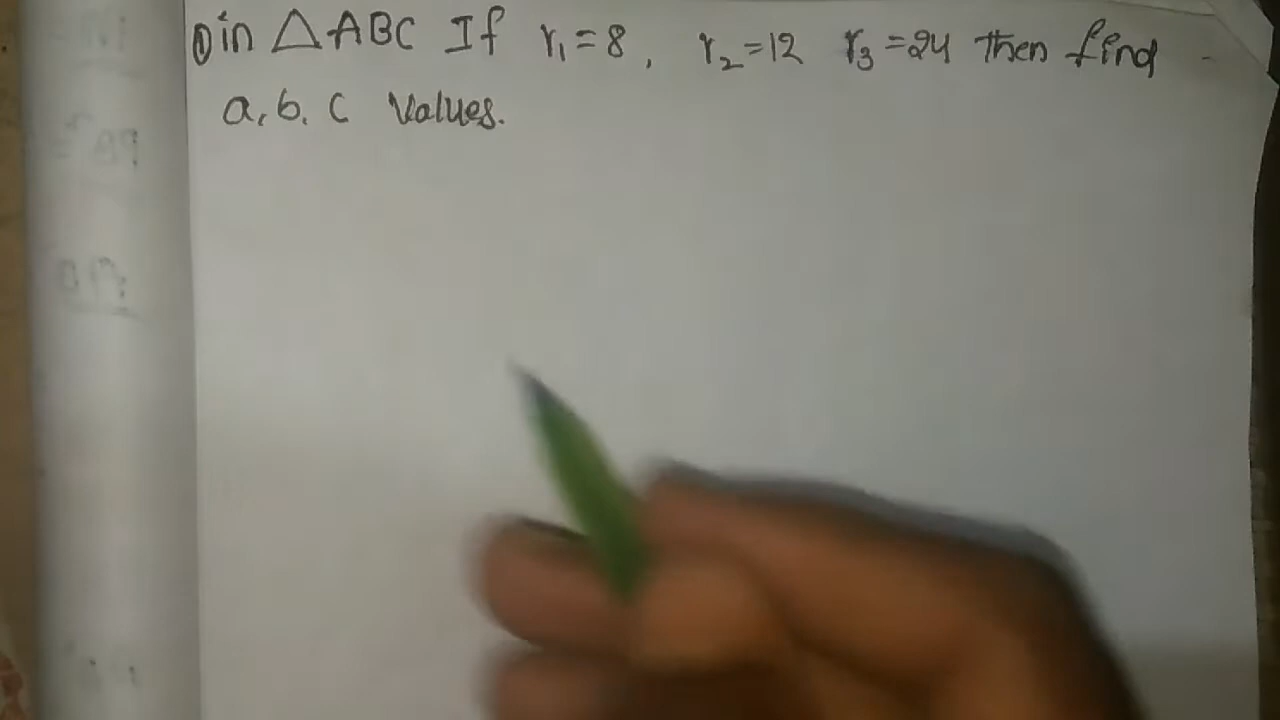 ① in △ABC If r₁ = 8, r₂ = 12 r₃ = 24 then find
a, b, c Values.